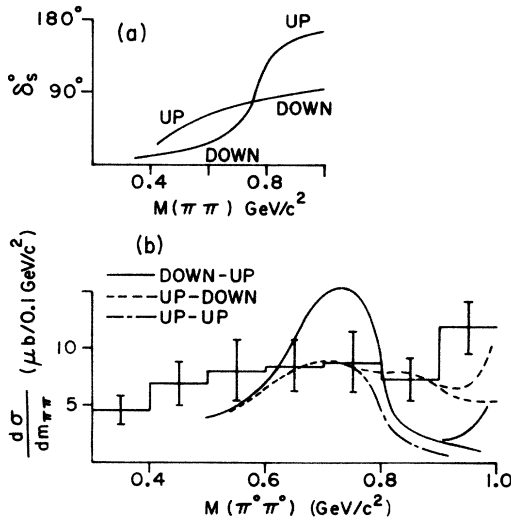 180°
(a)
UP
δ°ₛ
90°
UP
DOWN
DOWN
0.4 0.8
M(ππ) GeV/c²
(b)
DOWN-UP
UP-DOWN
UP-UP
dσ/dmππ (μb/0.1 GeV/c²)
10
5
0.4 0.6 0.8 1.0
M(π°π°) (GeV/c²)